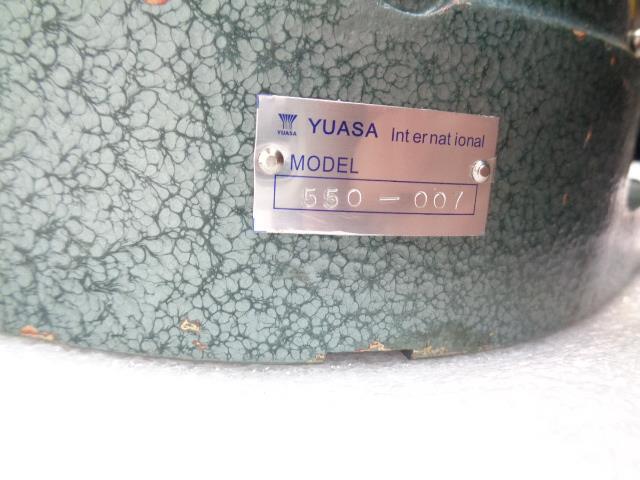 YUASA YUASA International
MODEL
550-001